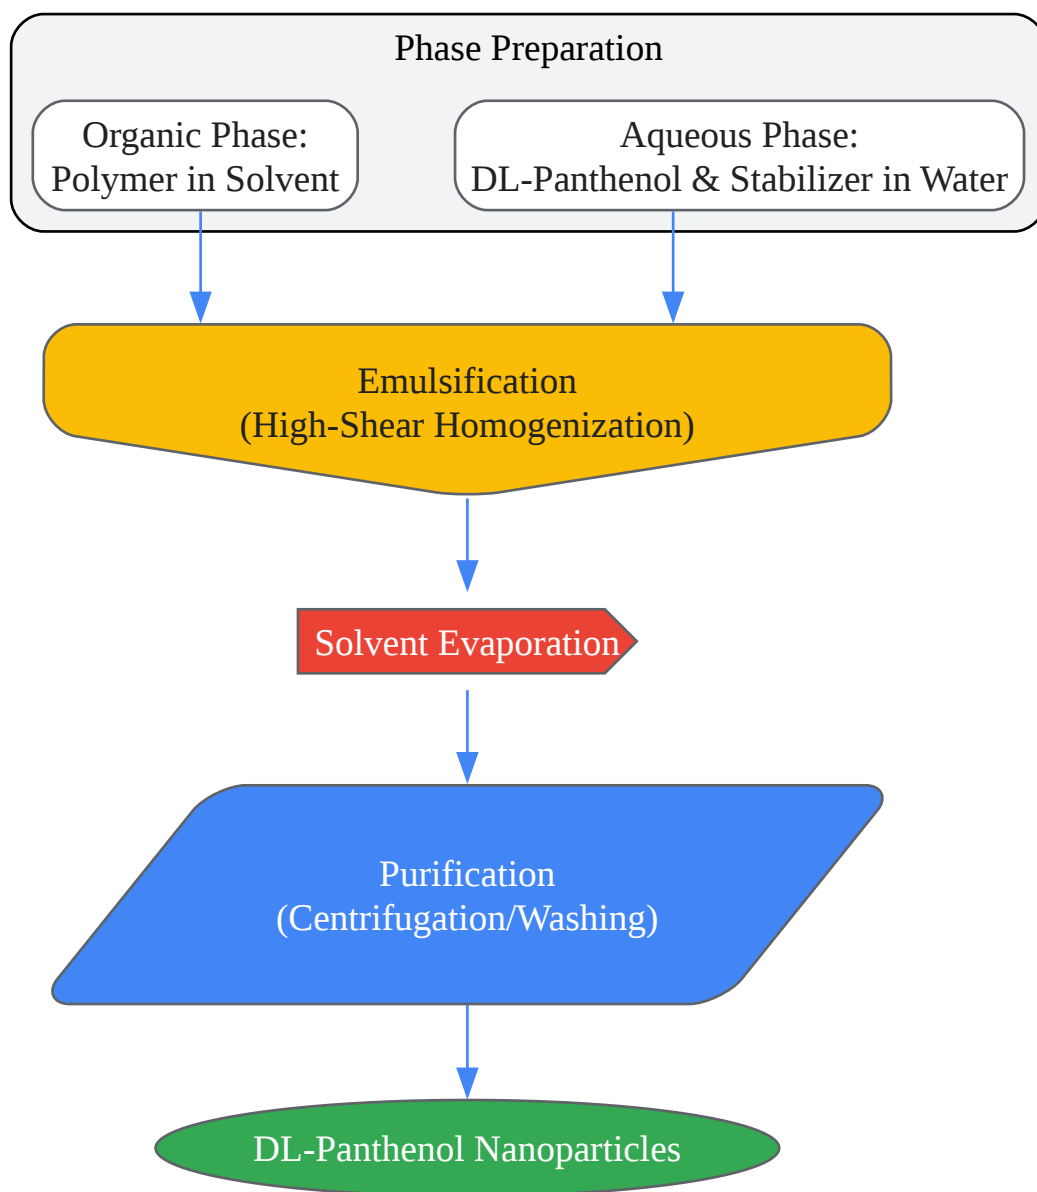 Phase Preparation
Organic Phase:
Polymer in Solvent
Aqueous Phase:
DL-Panthenol & Stabilizer in Water
Emulsification
(High-Shear Homogenization)
Solvent Evaporation
Purification
(Centrifugation/Washing)
DL-Panthenol Nanoparticles